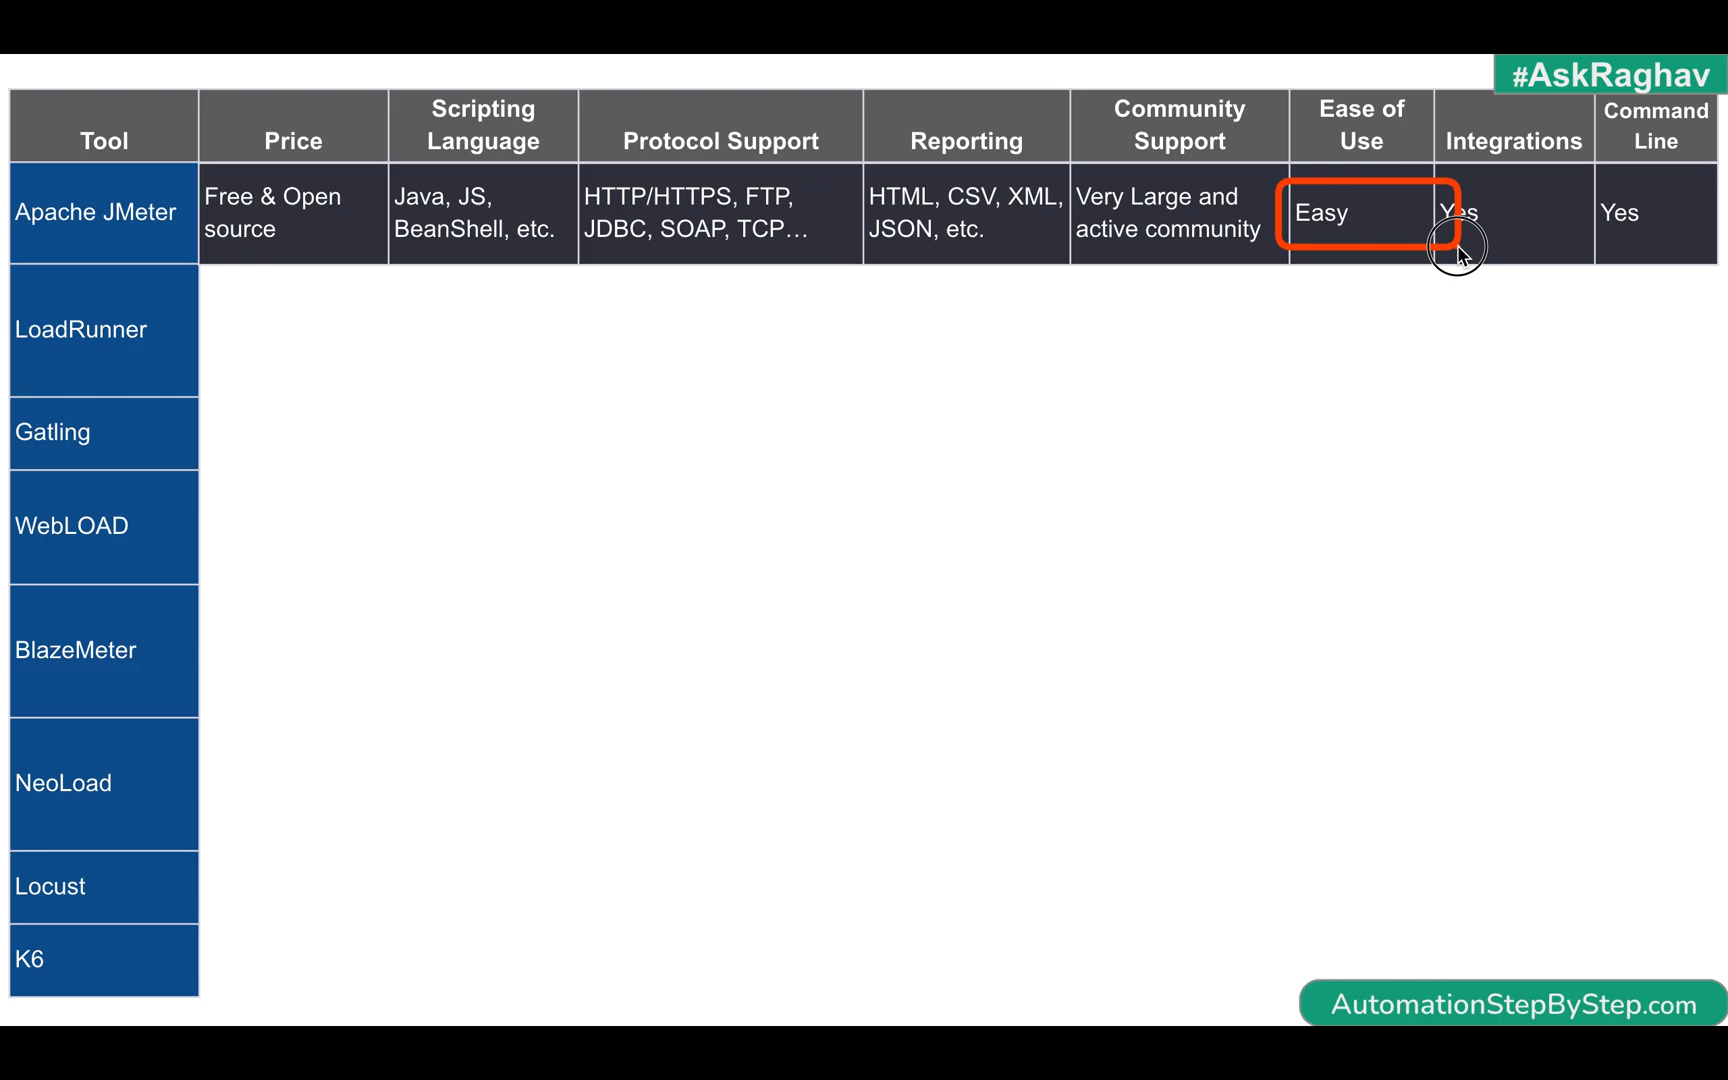 #AskRaghav
Tool
Price
Scripting
Language
Protocol Support
Reporting
Community
Support
Ease of
Use
Integrations
Command
Line
Apache JMeter
Free & Open
source
Java, JS,
BeanShell, etc.
HTTP/HTTPS, FTP,
JDBC, SOAP, TCP…
HTML, CSV, XML,
JSON, etc.
Very Large and
active community
Easy
Yes
Yes
LoadRunner
Gatling
WebLOAD
BlazeMeter
NeoLoad
Locust
K6
AutomationStepByStep.com